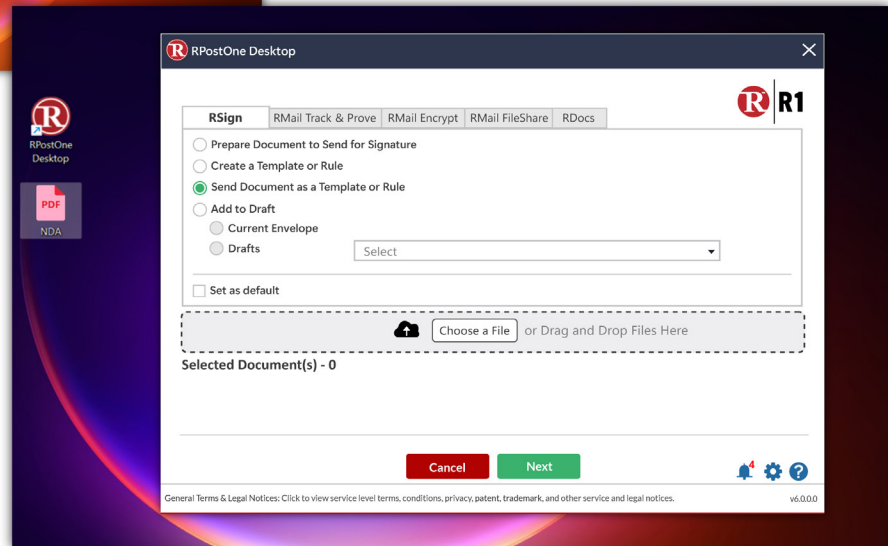 R RPostOne Desktop
R R1
RPostOne
Desktop
PDF
NDA
RSign RMail Track & Prove RMail Encrypt RMail FileShare RDocs
Prepare Document to Send for Signature
Create a Template or Rule
Send Document as a Template or Rule
Add to Draft
Current Envelope
Drafts Select
Set as default
Choose a File or Drag and Drop Files Here
Selected Document(s) - 0
Cancel Next
4
?
General Terms & Legal Notices: Click to view service level terms, conditions, privacy, patent, trademark, and other service and legal notices. v6.0.0.0